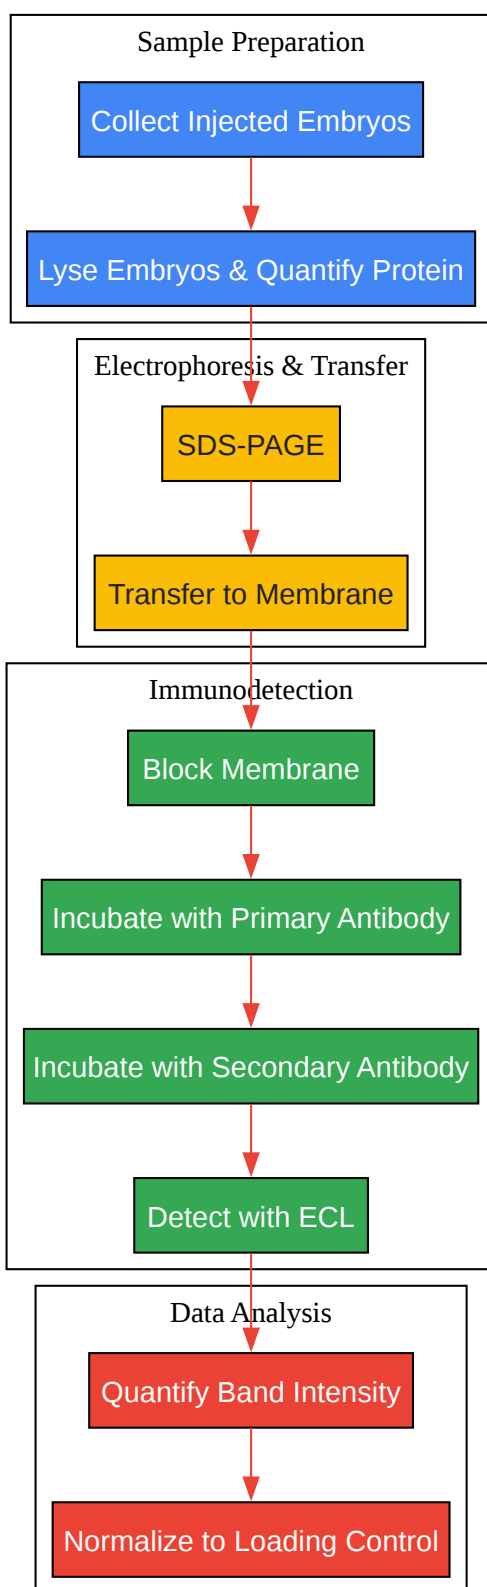 Sample Preparation
Collect Injected Embryos
Lyse Embryos & Quantify Protein
Electrophoresis & Transfer
SDS-PAGE
Transfer to Membrane
Immunodetection
Block Membrane
Incubate with Primary Antibody
Incubate with Secondary Antibody
Detect with ECL
Data Analysis
Quantify Band Intensity
Normalize to Loading Control